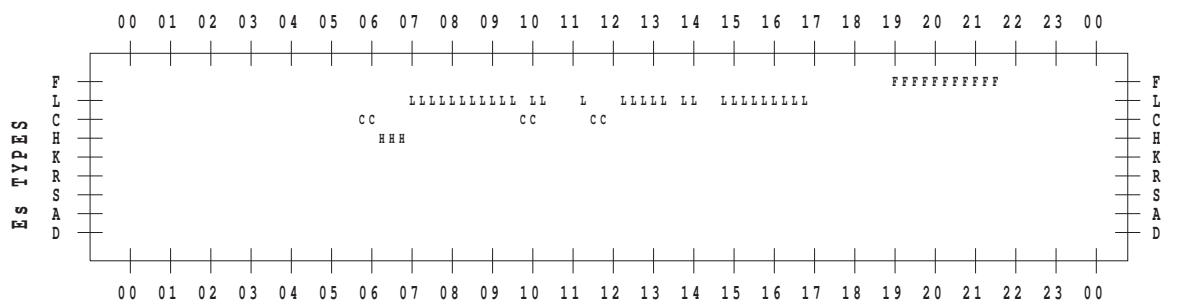 00 01 02 03 04 05 06 07 08 09 10 11 12 13 14 15 16 17 18 19 20 21 22 23 00
F FFFFFFFFFFF F
L LLLLLLLLLLL LL L LLLLL LL LLLLLLLLL L
C CC CC CC C
H HHH H
K K
R R
S S
A A
D D
Es TYPES
00 01 02 03 04 05 06 07 08 09 10 11 12 13 14 15 16 17 18 19 20 21 22 23 00